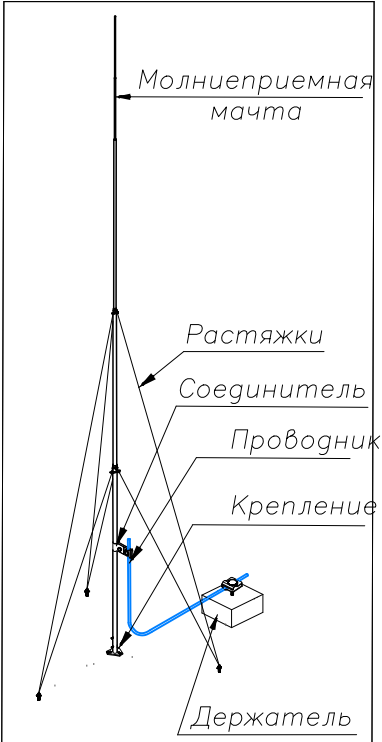 Молниеприемная
мачта
Растяжки
Соединитель
Проводник
Крепление
Держатель